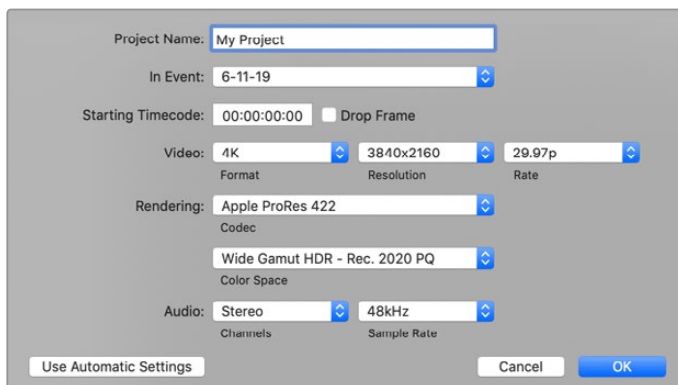 Project Name: My Project
In Event: 6-11-19
Starting Timecode: 00:00:00:00 Drop Frame
Video: 4K 3840x2160 29.97p
Format Resolution Rate
Rendering: Apple ProRes 422
Codec
Wide Gamut HDR - Rec. 2020 PQ
Color Space
Audio: Stereo 48kHz
Channels Sample Rate
Use Automatic Settings Cancel OK